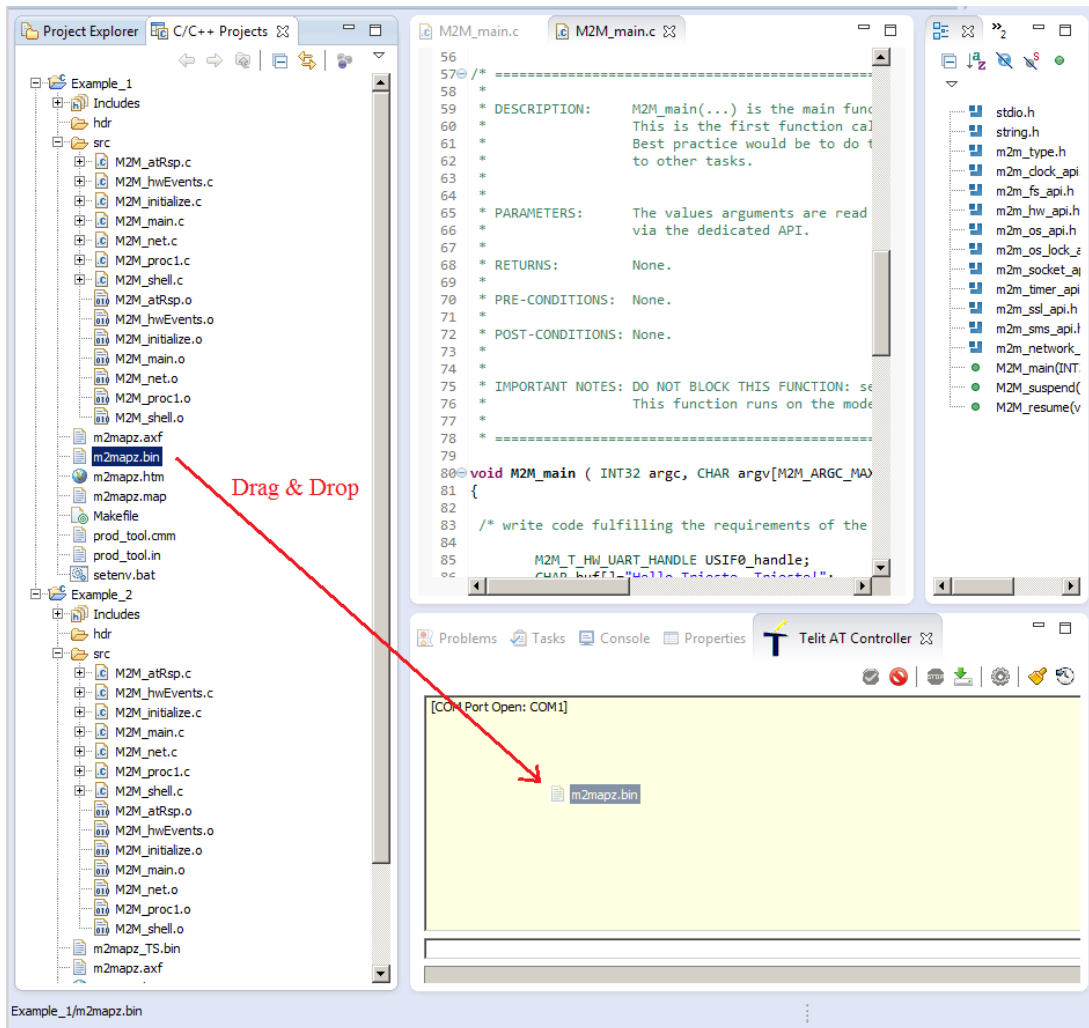 Project Explorer C/C++ Projects
Example_1
Includes
hdr
src
M2M_atRsp.c
M2M_hwEvents.c
M2M_initialize.c
M2M_main.c
M2M_net.c
M2M_proc1.c
M2M_shell.c
M2M_atRsp.o
M2M_hwEvents.o
M2M_initialize.o
M2M_main.o
M2M_net.o
M2M_proc1.o
M2M_shell.o
m2mapz.axf
m2mapz.bin
m2mapz.htm
m2mapz.map
Makefile
prod_tool.cmm
prod_tool.in
setenv.bat
Example_2
Includes
hdr
src
M2M_atRsp.c
M2M_hwEvents.c
M2M_initialize.c
M2M_main.c
M2M_net.c
M2M_proc1.c
M2M_shell.c
M2M_atRsp.o
M2M_hwEvents.o
M2M_initialize.o
M2M_main.o
M2M_net.o
M2M_proc1.o
M2M_shell.o
m2mapz_TS.bin
m2mapz.axf
Drag & Drop
M2M_main.c M2M_main.c
56
57 /* ================================================
58 *
59 * DESCRIPTION: M2M_main(...) is the main func
60 * This is the first function cal
61 * Best practice would be to do t
62 * to other tasks.
63 *
64 *
65 * PARAMETERS: The values arguments are read
66 * via the dedicated API.
67 *
68 * RETURNS: None.
69 *
70 * PRE-CONDITIONS: None.
71 *
72 * POST-CONDITIONS: None.
73 *
74 *
75 * IMPORTANT NOTES: DO NOT BLOCK THIS FUNCTION: se
76 * This function runs on the mode
77 *
78 * ================================================
79
80 void M2M_main ( INT32 argc, CHAR argv[M2M_ARGC_MAX
81 {
82
83 /* write code fulfilling the requirements of the
84
85 M2M_T_HW_UART_HANDLE USIF0_handle;
86 CHAR buf[]="Hello Trieste, Trieste!";
»2
stdio.h
string.h
m2m_type.h
m2m_clock_api.
m2m_fs_api.h
m2m_hw_api.h
m2m_os_api.h
m2m_os_lock_a
m2m_socket_ap
m2m_timer_api
m2m_ssl_api.h
m2m_sms_api.h
m2m_network_
M2M_main(INT
M2M_suspend(
M2M_resume(v
Problems Tasks Console Properties Telit AT Controller
STOP
[COM Port Open: COM1]
m2mapz.bin
Example_1/m2mapz.bin